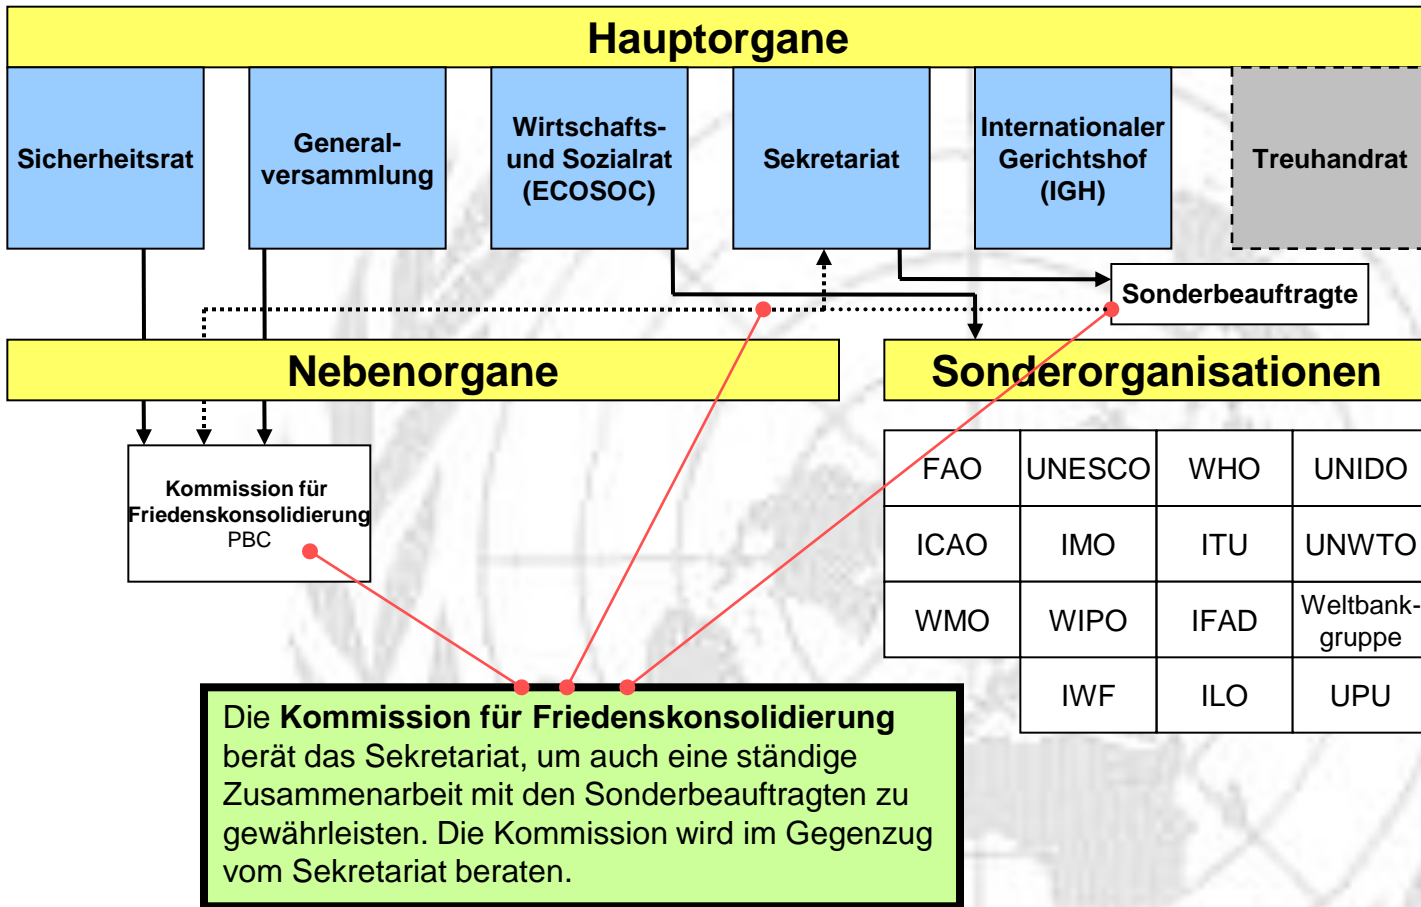 Hauptorgane
Sicherheitsrat
General-
versammlung
Wirtschafts-
und Sozialrat
(ECOSOC)
Sekretariat
Internationaler
Gerichtshof
(IGH)
Treuhandrat
Sonderbeauftragte
Nebenorgane
Sonderorganisationen
Kommission für
Friedenskonsolidierung
PBC
FAO
UNESCO
WHO
UNIDO
ICAO
IMO
ITU
UNWTO
WMO
WIPO
IFAD
Weltbank-
gruppe
IWF
ILO
UPU
Die Kommission für Friedenskonsolidierung
berät das Sekretariat, um auch eine ständige
Zusammenarbeit mit den Sonderbeauftragten zu
gewährleisten. Die Kommission wird im Gegenzug
vom Sekretariat beraten.